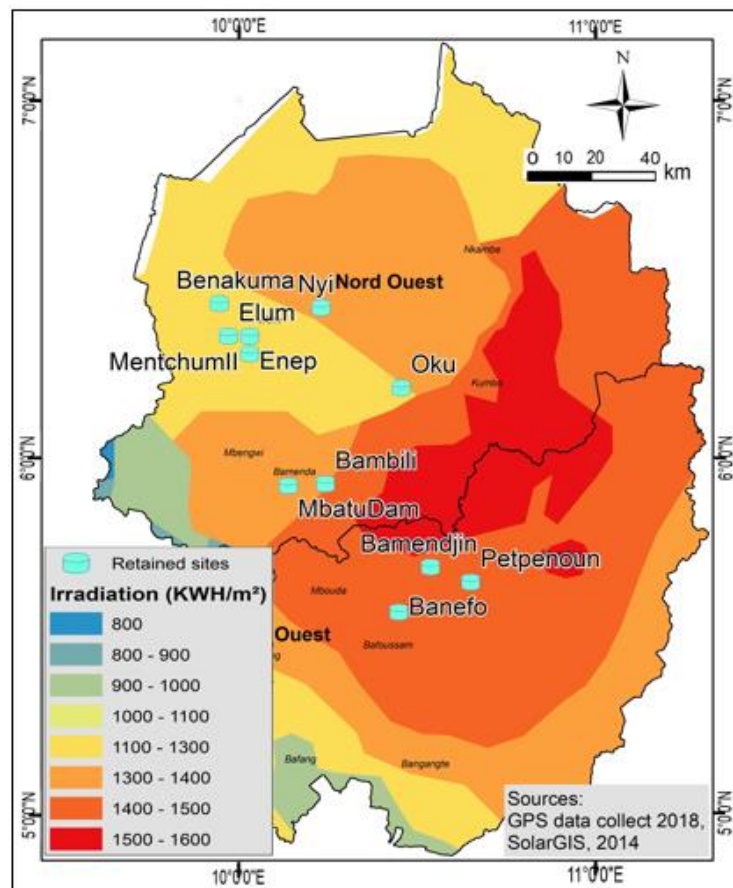 10°0'0"E 11°0'0"E
N
7°0'0"N 7°0'0"N
0 10 20 40
km
Nkambe
Benakuma Nyi Nord Ouest
Elum
MentchumII Enep Oku
Kumbo
6°0'0"N 6°0'0"N
Mbengwi
Bamenda Bambili
MbatuDam
Bamendjin Petpenoun
Retained sites
Irradiation (KWH/m²)
Mbouda Banefo
800
Ouest Bafoussam
800 - 900
900 - 1000
1000 - 1100
1100 - 1300
Bafang Bangangte
1300 - 1400
1400 - 1500
1500 - 1600
Sources:
GPS data collect 2018,
SolarGIS, 2014
5°0'0"N 5°0'0"N
10°0'0"E 11°0'0"E